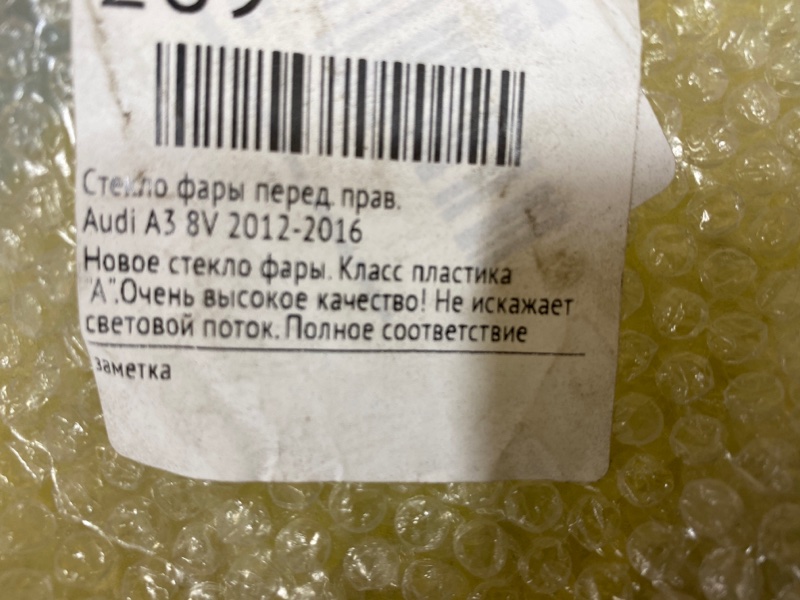 Стекло фары перед. прав.
Audi A3 8V 2012-2016
Новое стекло фары. Класс пластика
"А".Очень высокое качество! Не искажает
световой поток. Полное соответствие
заметка